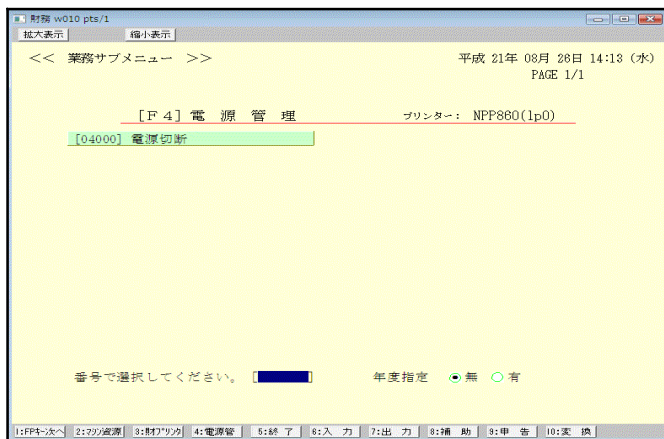 財務 w010 pts/1
拡大表示 縮小表示
<< 業務サブメニュー >> 平成 21年 08月 26日 14:13 (水)
PAGE 1/1
[F4]電 源 管 理 プリンター: NPP860(lp0)
[04000] 電源切断
番号で選択してください。 [ ] 年度指定 無 有
1:FPキー次へ 2:マシン資源 3:財オプリンタ 4:電源管 5:終 了 6:入 力 7:出 力 8:補 助 9:申 告 10:変 換